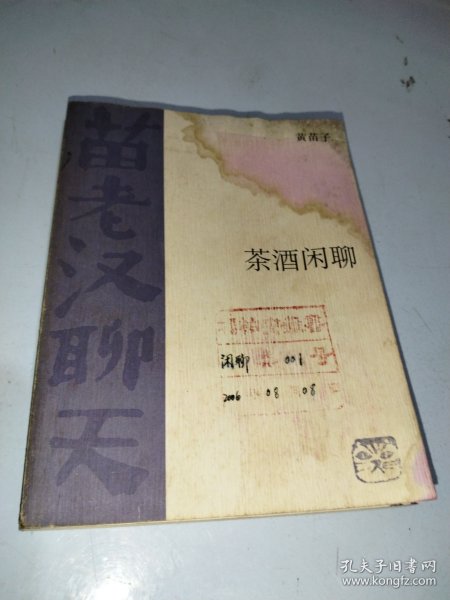 苗老汉聊天
黄苗子
茶酒闲聊
闲聊 001
2006 08 08
孔夫子旧书网
www.kongfz.com